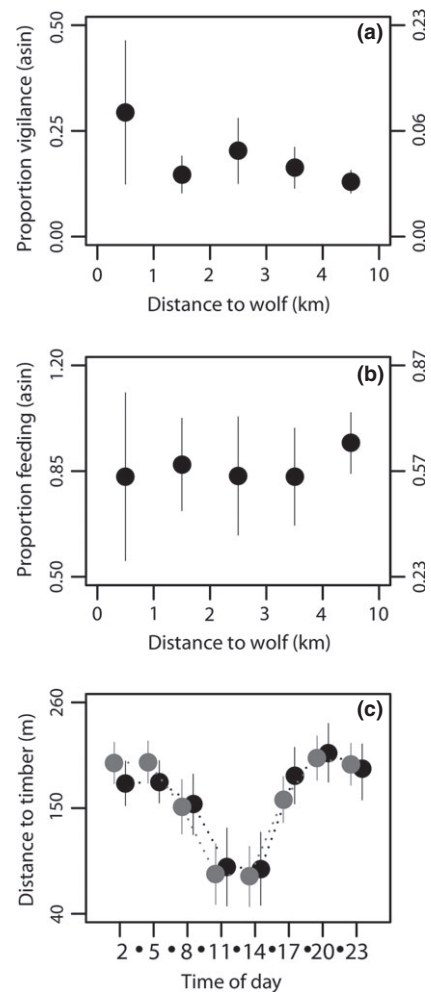 (a)
Proportion vigilance (asin)
0.50
0.25
0.00
0.23
0.06
0.00
0 1 2 3 4 10
Distance to wolf (km)
(b)
Proportion feeding (asin)
1.20
0.85
0.50
0.87
0.57
0.23
0 1 2 3 4 10
Distance to wolf (km)
(c)
Distance to timber (m)
260
150
40
2 • 5 • 8 • 11 • 14 • 17 • 20 • 23
Time of day